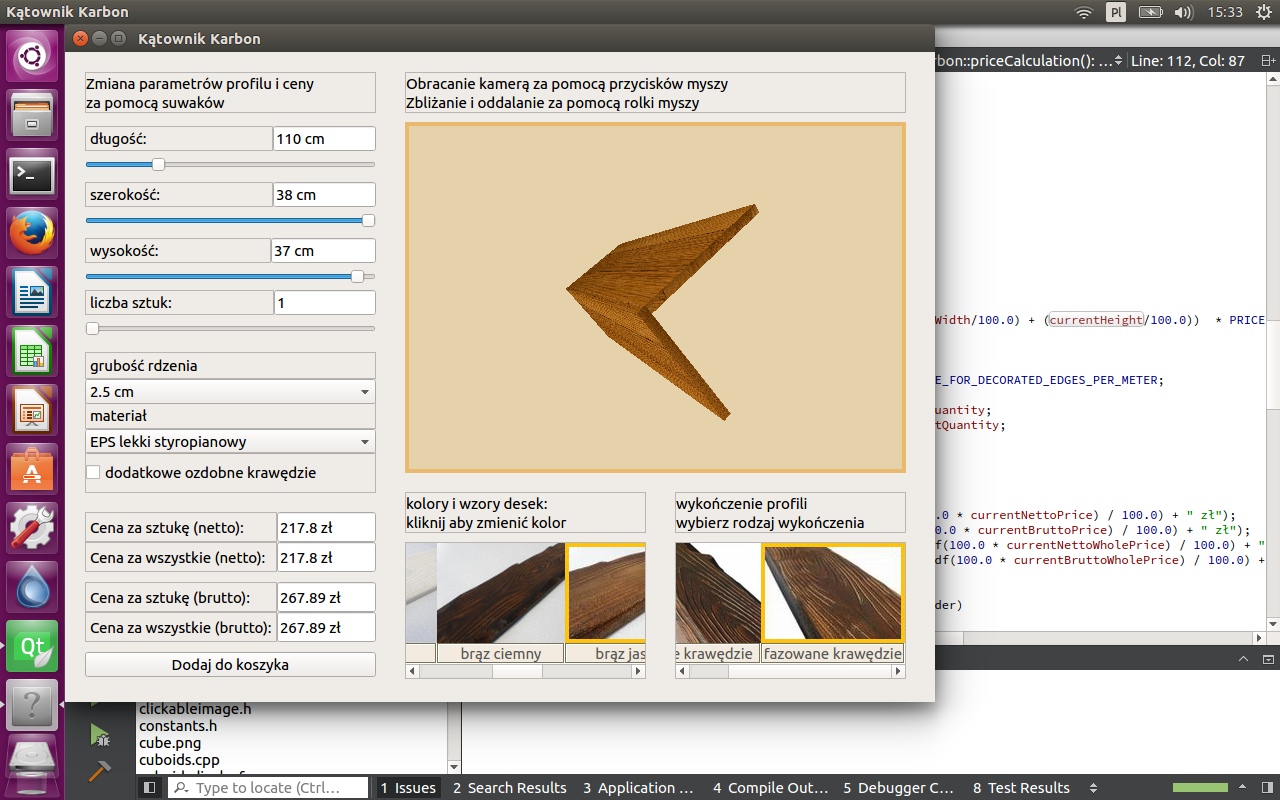 Kątownik Karbon
Pl
15:33
Kątownik Karbon
rbon::priceCalculation(): ...
Line: 112, Col: 87
Zmiana parametrów profilu i ceny
za pomocą suwaków
długość:
110 cm
szerokość:
38 cm
wysokość:
37 cm
liczba sztuk:
1
grubość rdzenia
2.5 cm
materiał
EPS lekki styropianowy
dodatkowe ozdobne krawędzie
Cena za sztukę (netto):
217.8 zł
Cena za wszystkie (netto):
217.8 zł
Cena za sztukę (brutto):
267.89 zł
Cena za wszystkie (brutto):
267.89 zł
Dodaj do koszyka
Obracanie kamerą za pomocą przycisków myszy
Zbliżanie i oddalanie za pomocą rolki myszy
kolory i wzory desek:
kliknij aby zmienić kolor
brąz ciemny
brąz jas
wykończenie profili
wybierz rodzaj wykończenia
e krawędzie
fazowane krawędzie
Width/100.0) + (currentHeight/100.0)) * PRICE
E_FOR_DECORATED_EDGES_PER_METER;
uantity;
tQuantity;
.0 * currentNettoPrice) / 100.0) + " zł");
0.0 * currentBruttoPrice) / 100.0) + " zł");
f(100.0 * currentNettoWholePrice) / 100.0) + "
df(100.0 * currentBruttoWholePrice) / 100.0) +
der)
Qt
clickableimage.h
constants.h
cube.png
cuboids.cpp
Type to locate (Ctrl...
1 Issues
2 Search Results
3 Application ...
4 Compile Out...
5 Debugger C...
8 Test Results